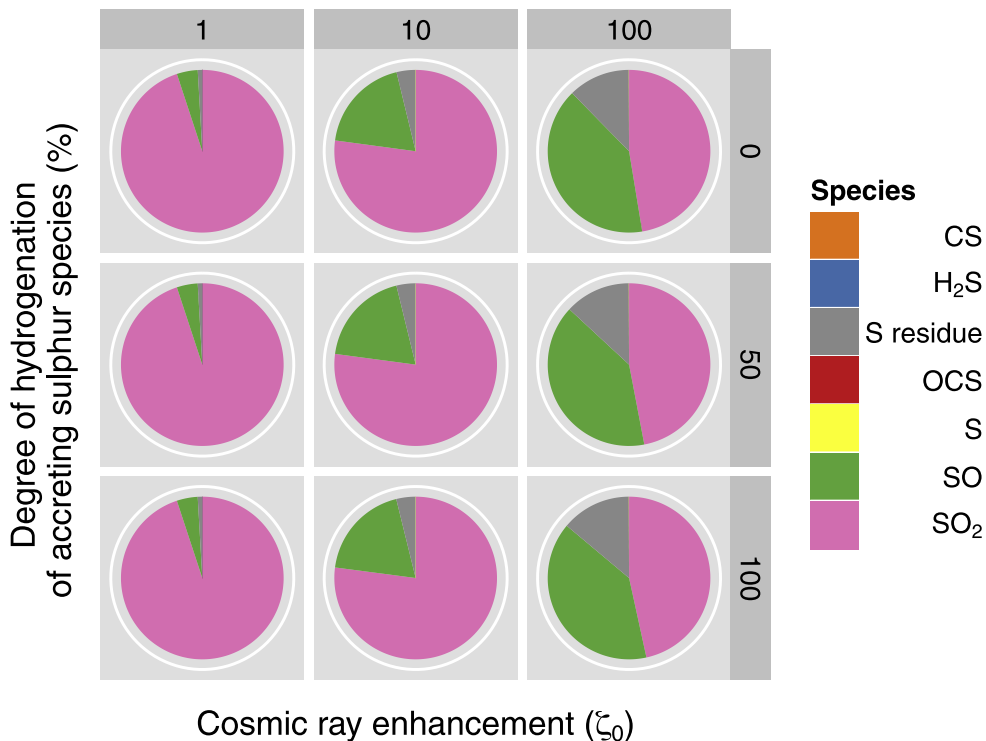 1 10 100
0
50
100
Degree of hydrogenation
of accreting sulphur species (%)
Cosmic ray enhancement (ζ₀)
Species
CS
H₂S
S residue
OCS
S
SO
SO₂